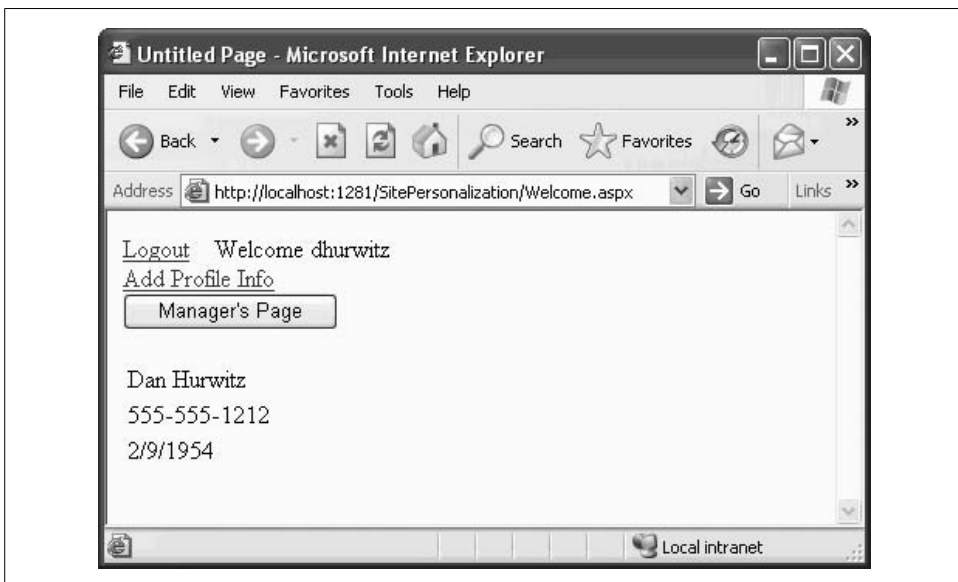 Untitled Page - Microsoft Internet Explorer
File Edit View Favorites Tools Help
Back Search Favorites »
Address http://localhost:1281/SitePersonalization/Welcome.aspx Go Links »
Logout Welcome dhurwitz
Add Profile Info
Manager's Page
Dan Hurwitz
555-555-1212
2/9/1954
Local intranet